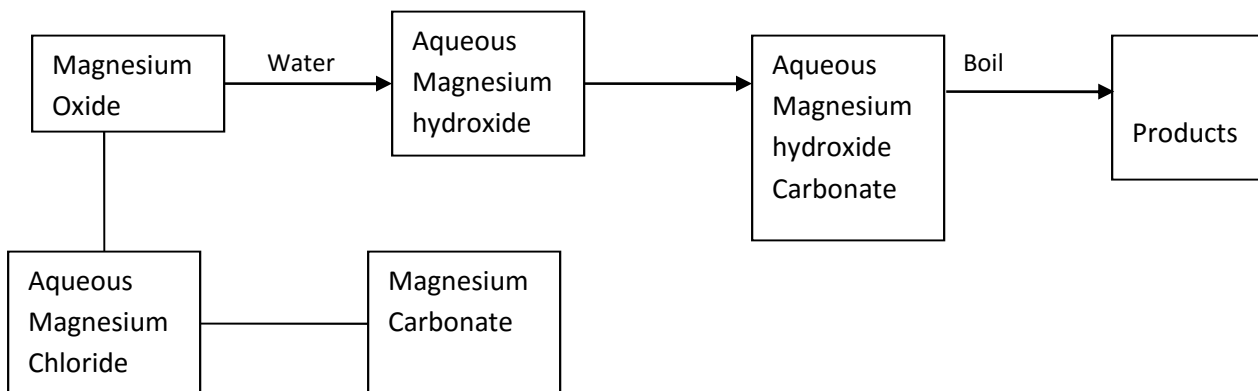 Magnesium
Oxide
Water
Aqueous
Magnesium
hydroxide
Aqueous
Magnesium
hydroxide
Carbonate
Boil
Products
Aqueous
Magnesium
Chloride
Magnesium
Carbonate